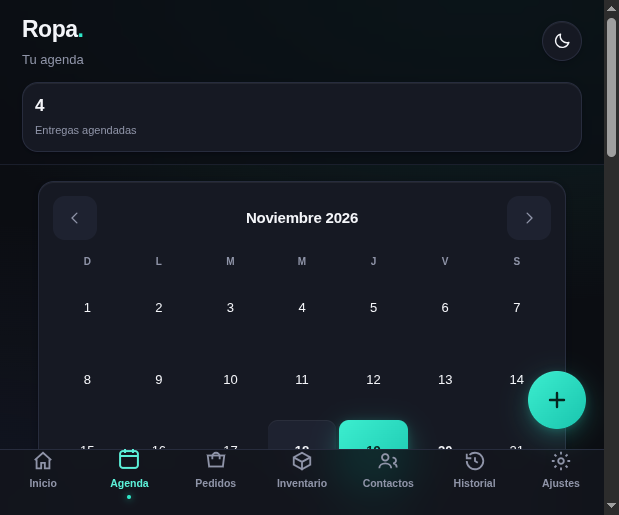 Ropa.
Tu agenda
4
Entregas agendadas
Noviembre 2026
D L M M J V S
1 2 3 4 5 6 7
8 9 10 11 12 13 14
15 16 17 18 19 20 21
Inicio Agenda Pedidos Inventario Contactos Historial Ajustes